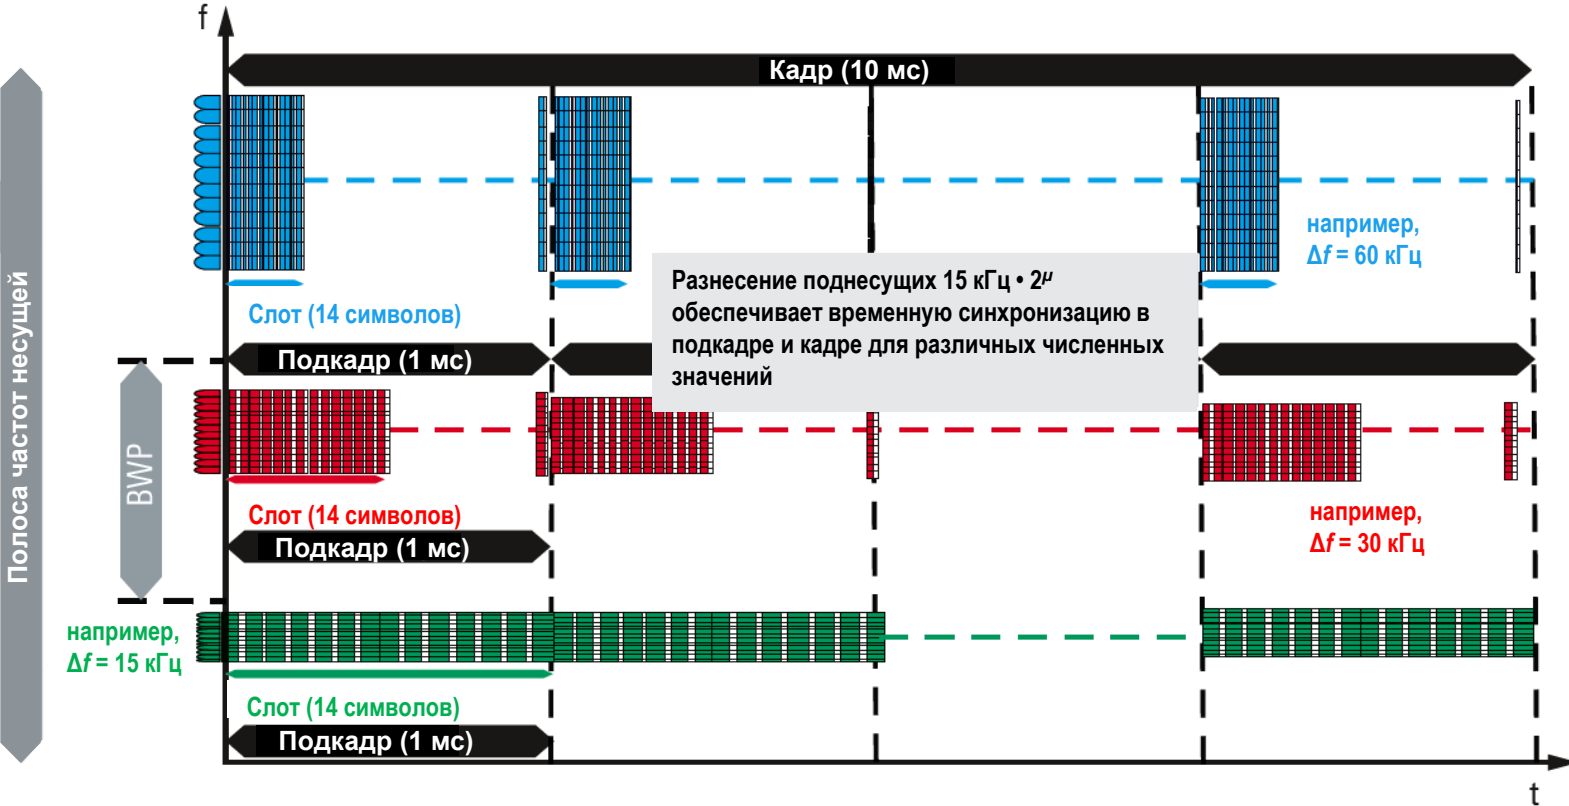 f
Кадр (10 мс)
например,
Δf = 60 кГц
Разнесение поднесущих 15 кГц • 2^μ
обеспечивает временную синхронизацию в
подкадре и кадре для различных численных
значений
Слот (14 символов)
Подкадр (1 мс)
Полоса частот несущей
BWP
Слот (14 символов)
Подкадр (1 мс)
например,
Δf = 30 кГц
например,
Δf = 15 кГц
Слот (14 символов)
Подкадр (1 мс)
t